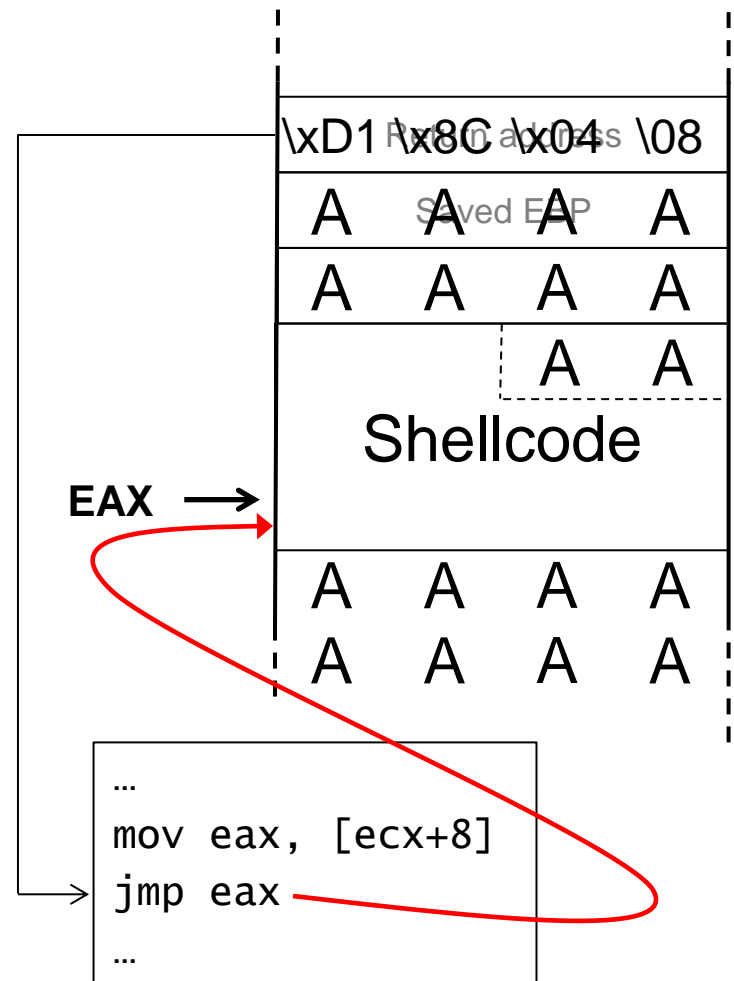 \xD1 \x8C \x04 \08
Return address
A A A A
Saved EBP
A A A A
A A
Shellcode
EAX
A A A A
A A A A
…
mov eax, [ecx+8]
jmp eax
…